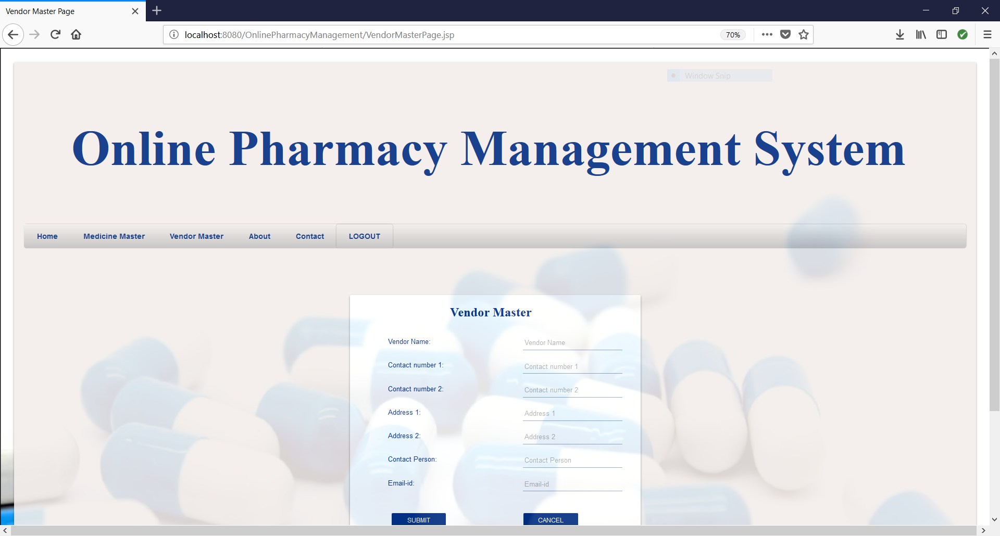 Vendor Master Page
localhost:8080/OnlinePharmacyManagement/VendorMasterPage.jsp 70%
Window Snip
Online Pharmacy Management System
Home Medicine Master Vendor Master About Contact LOGOUT
Vendor Master
Vendor Name: Vendor Name
Contact number 1: Contact number 1
Contact number 2: Contact number 2
Address 1: Address 1
Address 2: Address 2
Contact Person: Contact Person
Email-id: Email-id
SUBMIT CANCEL